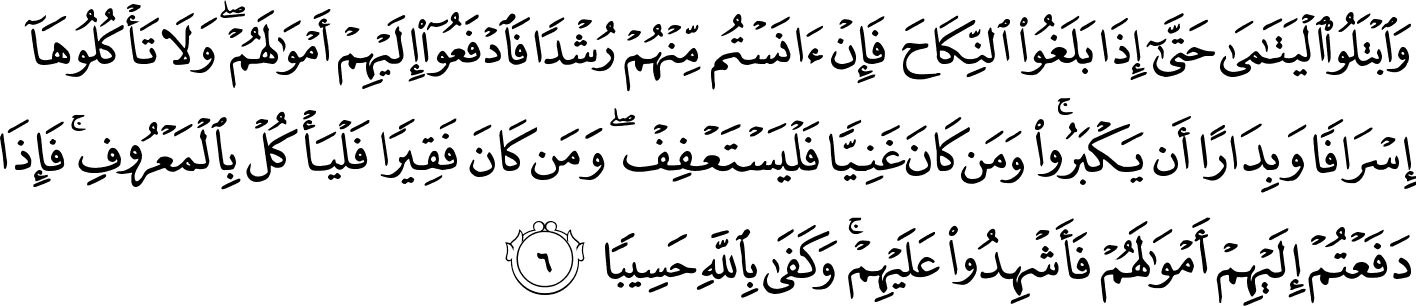 وَٱبْتَلُوا۟ ٱلْيَتَـٰمَىٰ حَتَّىٰٓ إِذَا بَلَغُوا۟ ٱلنِّكَاحَ فَإِنْ ءَانَسْتُم مِّنْهُمْ رُشْدًا فَٱدْفَعُوٓا۟ إِلَيْهِمْ أَمْوَٰلَهُمْ ۖ وَلَا تَأْكُلُوهَآ
إِسْرَافًا وَبِدَارًا أَن يَكْبَرُوا۟ ۚ وَمَن كَانَ غَنِيًّا فَلْيَسْتَعْفِفْ ۖ وَمَن كَانَ فَقِيرًا فَلْيَأْكُلْ بِٱلْمَعْرُوفِ ۚ فَإِذَا
دَفَعْتُمْ إِلَيْهِمْ أَمْوَٰلَهُمْ فَأَشْهِدُوا۟ عَلَيْهِمْ ۚ وَكَفَىٰ بِٱللَّهِ حَسِيبًا ٦